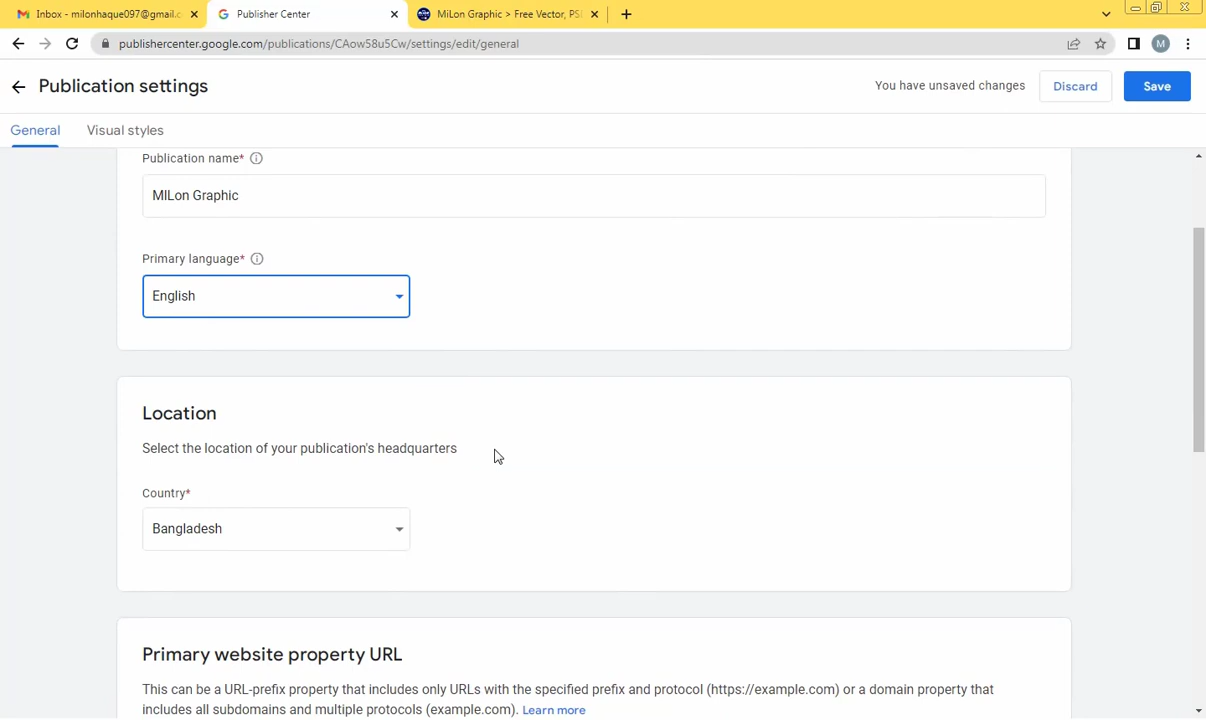 Inbox - milonhaque097@gmail.c
Publisher Center
MiLon Graphic > Free Vector, PS
publishercenter.google.com/publications/CAow58u5Cw/settings/edit/general
M
Publication settings
You have unsaved changes
Discard
Save
General
Visual styles
Publication name*
MILon Graphic
Primary language*
English
Location
Select the location of your publication's headquarters
Country*
Bangladesh
Primary website property URL
This can be a URL-prefix property that includes only URLs with the specified prefix and protocol (https://example.com) or a domain property that
includes all subdomains and multiple protocols (example.com). Learn more